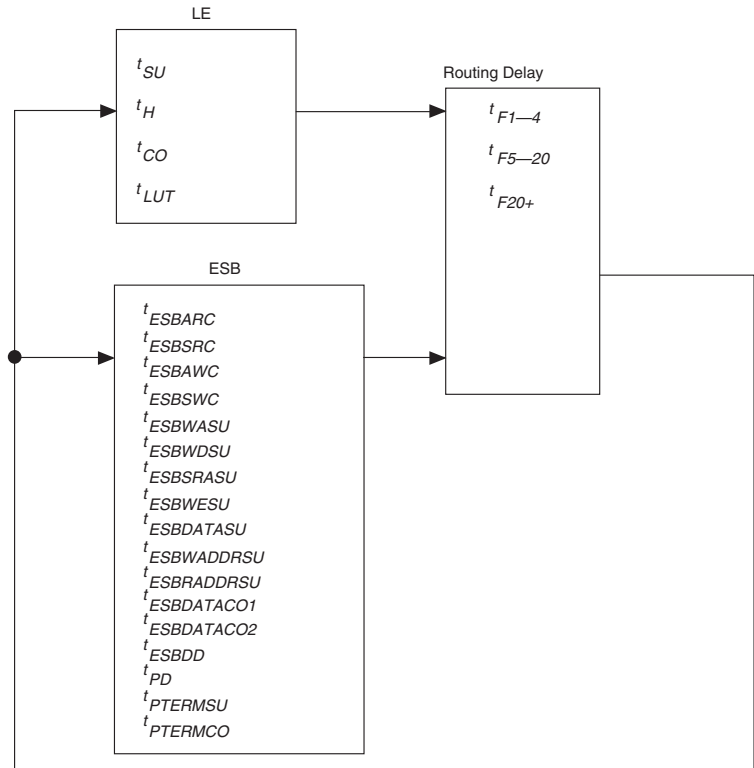 LE
tSU
tH
tCO
tLUT
Routing Delay
tF1—4
tF5—20
tF20+
ESB
tESBARC
tESBSRC
tESBAWC
tESBSWC
tESBWASU
tESBWDSU
tESBSRASU
tESBWESU
tESBDATASU
tESBWADDRSU
tESBRADDRSU
tESBDATACO1
tESBDATACO2
tESBDD
tPD
tPTERMSU
tPTERMCO